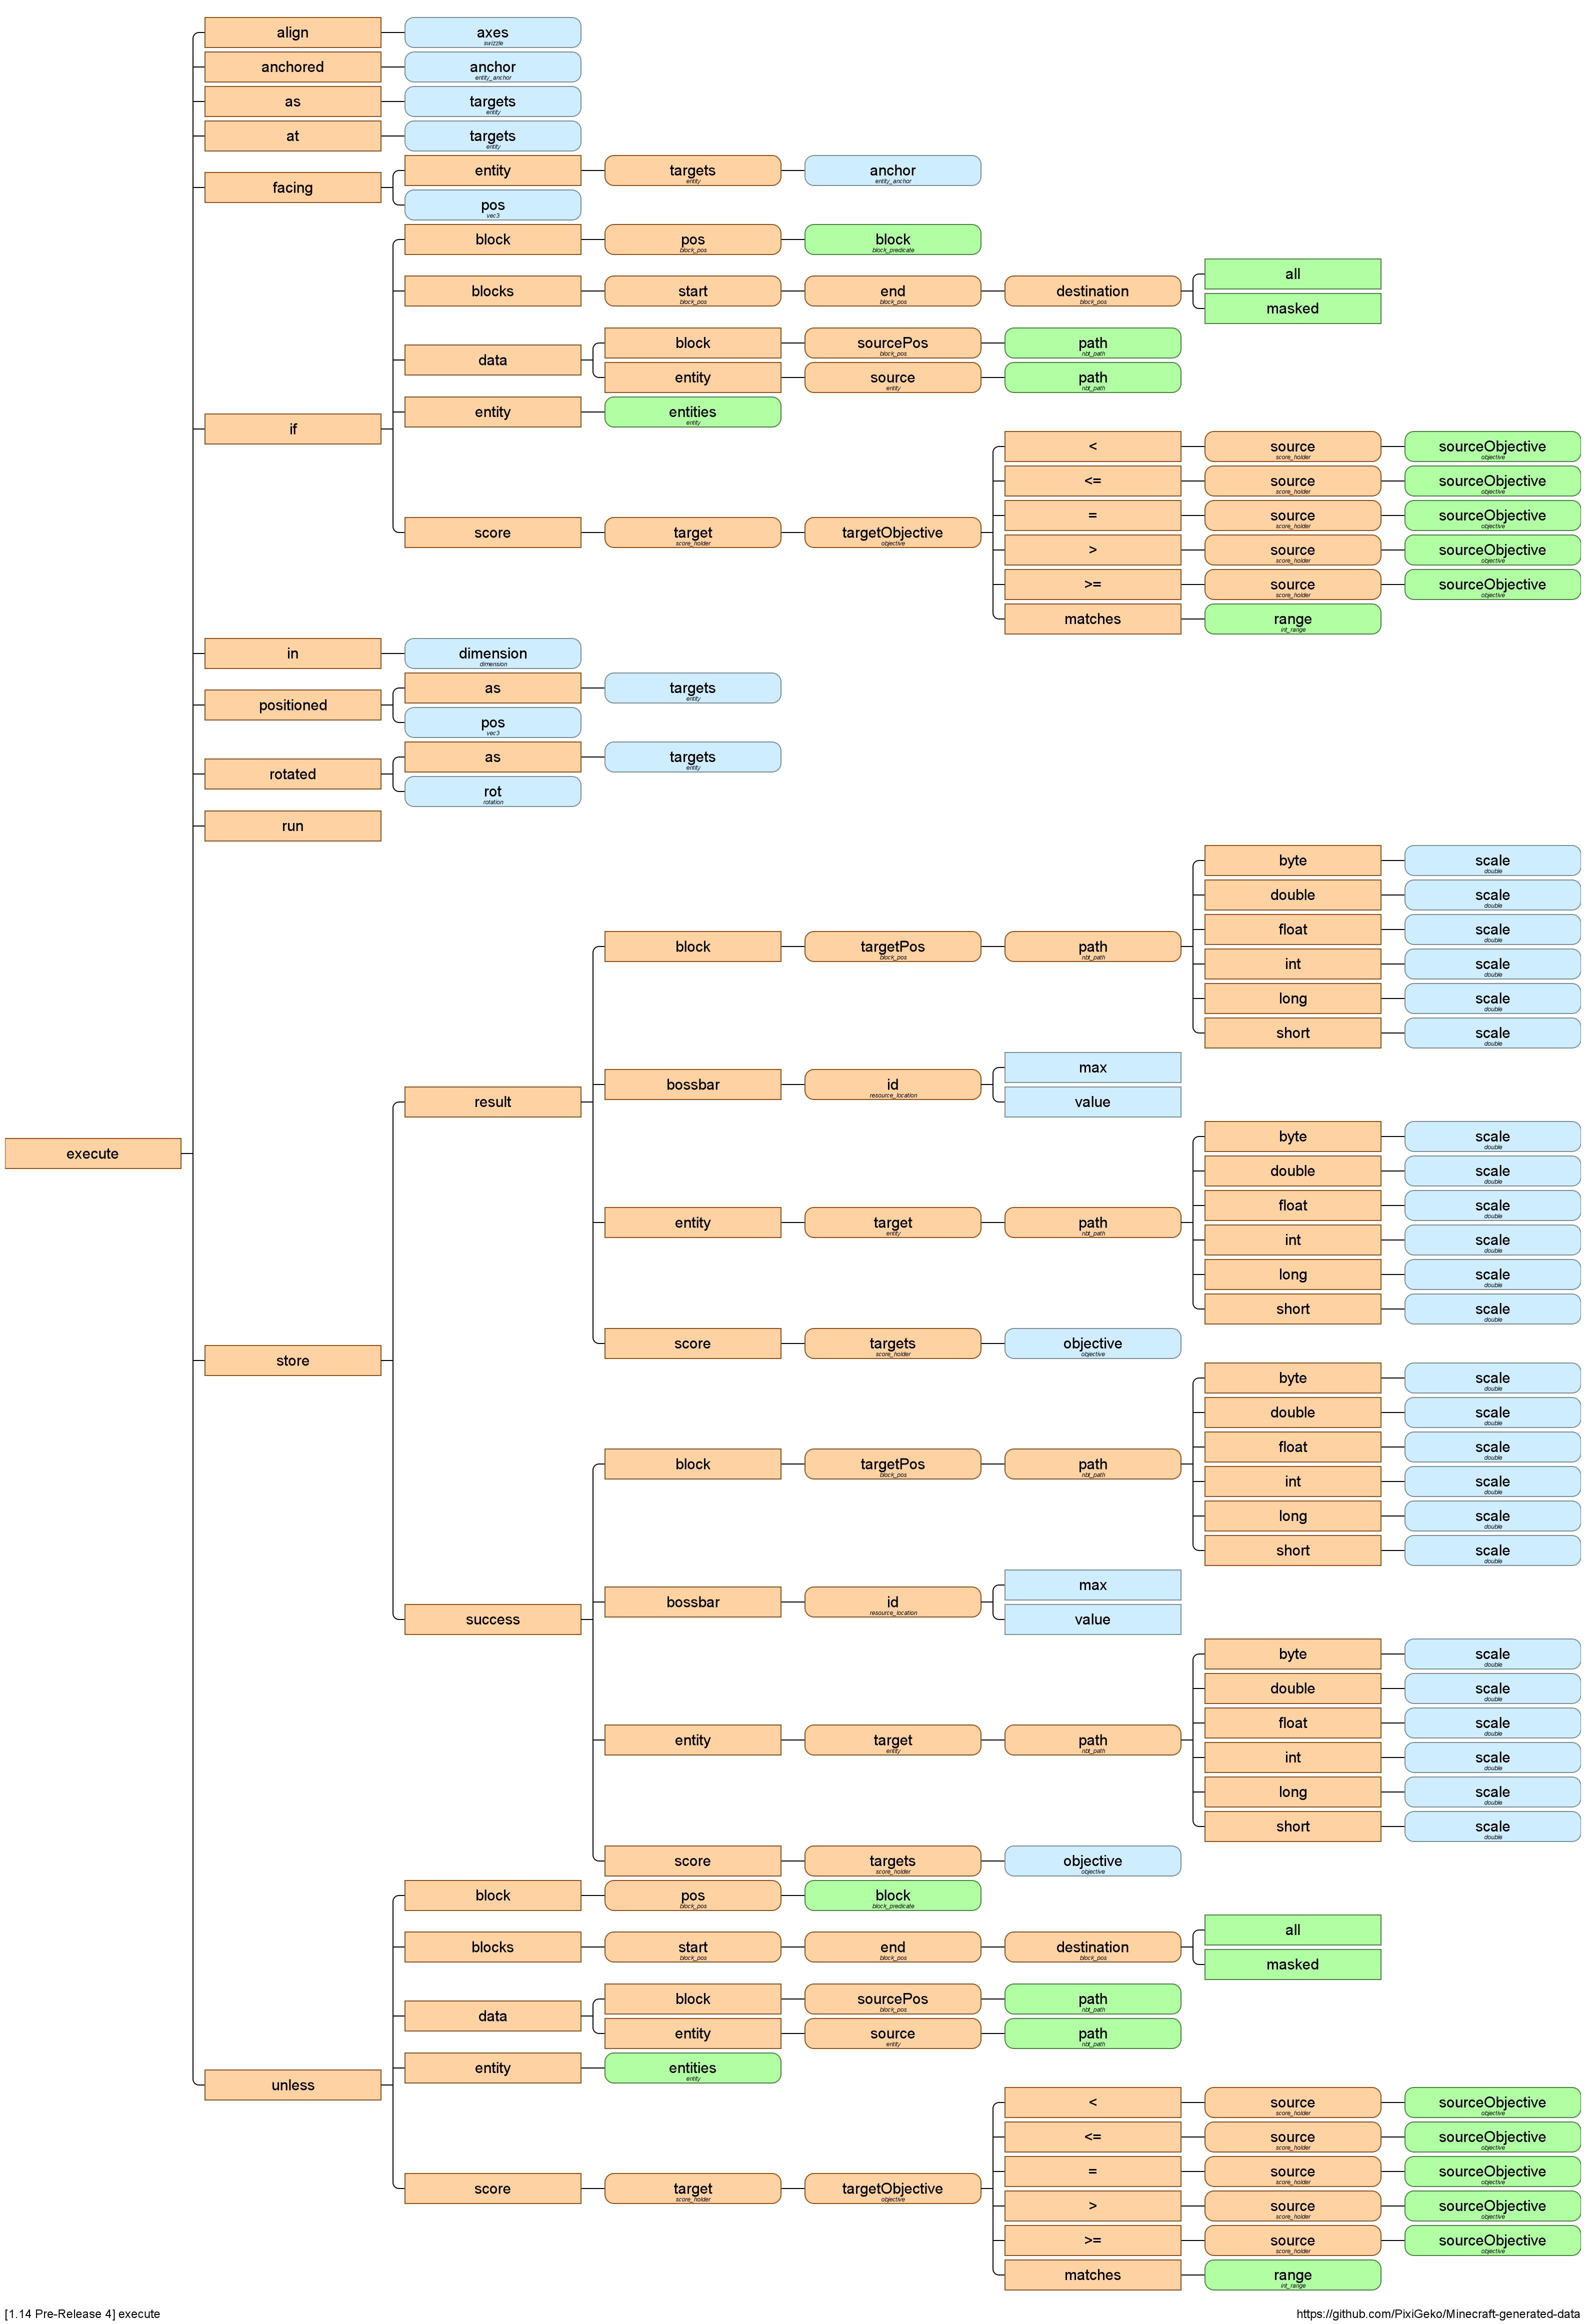 align
axes
swizzle
anchored
anchor
entity_anchor
as
targets
entity
at
targets
entity
facing
entity
targets
entity
anchor
entity_anchor
pos
vec3
if
block
pos
block_pos
block
block_predicate
blocks
start
block_pos
end
block_pos
destination
block_pos
all
masked
data
block
sourcePos
block_pos
path
nbt_path
entity
source
entity
path
nbt_path
entity
entities
entity
score
target
score_holder
targetObjective
objective
<
source
score_holder
sourceObjective
objective
<=
source
score_holder
sourceObjective
objective
=
source
score_holder
sourceObjective
objective
>
source
score_holder
sourceObjective
objective
>=
source
score_holder
sourceObjective
objective
matches
range
int_range
in
dimension
dimension
positioned
as
targets
entity
pos
vec3
rotated
as
targets
entity
rot
rotation
run
execute
store
result
block
targetPos
block_pos
path
nbt_path
byte
scale
double
double
scale
double
float
scale
double
int
scale
double
long
scale
double
short
scale
double
bossbar
id
resource_location
max
value
entity
target
entity
path
nbt_path
byte
scale
double
double
scale
double
float
scale
double
int
scale
double
long
scale
double
short
scale
double
score
targets
score_holder
objective
objective
success
block
targetPos
block_pos
path
nbt_path
byte
scale
double
double
scale
double
float
scale
double
int
scale
double
long
scale
double
short
scale
double
bossbar
id
resource_location
max
value
entity
target
entity
path
nbt_path
byte
scale
double
double
scale
double
float
scale
double
int
scale
double
long
scale
double
short
scale
double
score
targets
score_holder
objective
objective
unless
block
pos
block_pos
block
block_predicate
blocks
start
block_pos
end
block_pos
destination
block_pos
all
masked
data
block
sourcePos
block_pos
path
nbt_path
entity
source
entity
path
nbt_path
entity
entities
entity
score
target
score_holder
targetObjective
objective
<
source
score_holder
sourceObjective
objective
<=
source
score_holder
sourceObjective
objective
=
source
score_holder
sourceObjective
objective
>
source
score_holder
sourceObjective
objective
>=
source
score_holder
sourceObjective
objective
matches
range
int_range
[1.14 Pre-Release 4] execute
https://github.com/PixiGeko/Minecraft-generated-data